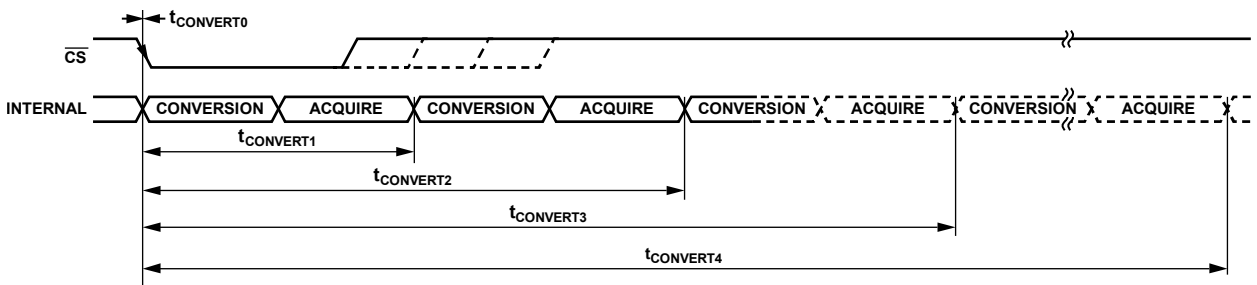 tCONVERT0
CS
INTERNAL CONVERSION ACQUIRE CONVERSION ACQUIRE CONVERSION ACQUIRE CONVERSION ACQUIRE
tCONVERT1
tCONVERT2
tCONVERT3
tCONVERT4